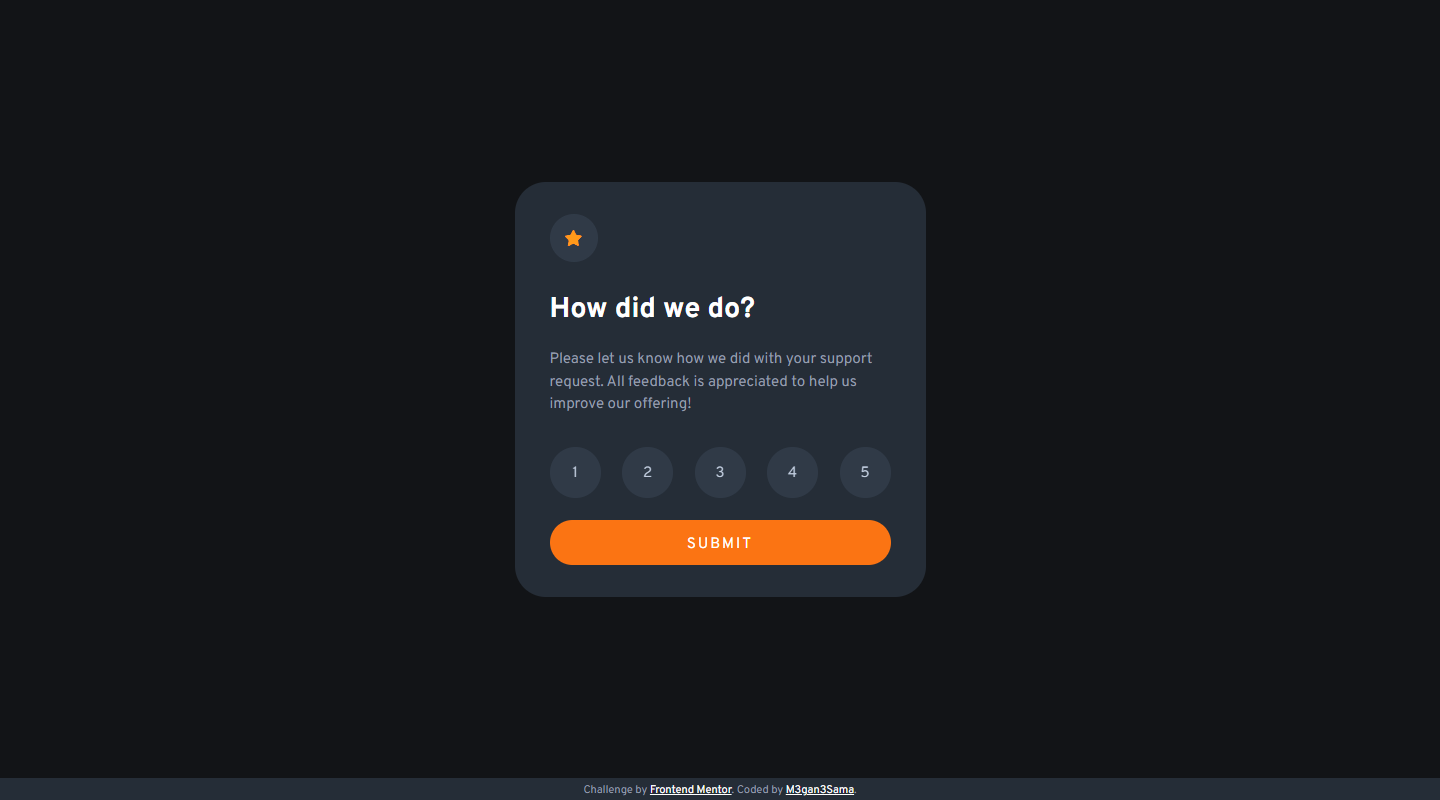 How did we do?
Please let us know how we did with your support
request. All feedback is appreciated to help us
improve our offering!
1 2 3 4 5
SUBMIT
Challenge by Frontend Mentor. Coded by M3gan3Sama.